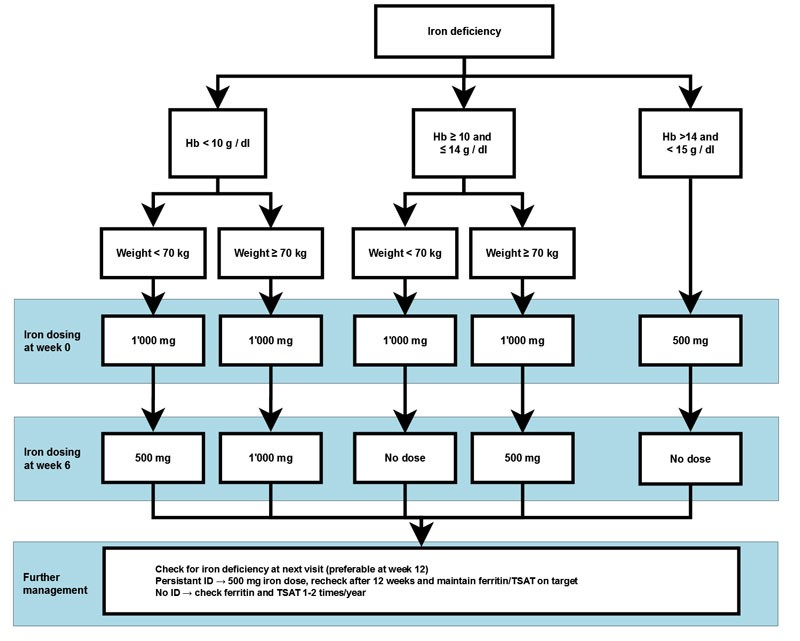 Iron deficiency
Hb < 10 g / dl
Hb ≥ 10 and
≤ 14 g / dl
Hb >14 and
< 15 g / dl
Weight < 70 kg
Weight ≥ 70 kg
Weight < 70 kg
Weight ≥ 70 kg
Iron dosing
at week 0
1'000 mg
1'000 mg
1'000 mg
1'000 mg
500 mg
Iron dosing
at week 6
500 mg
1'000 mg
No dose
500 mg
No dose
Further
management
Check for iron deficiency at next visit (preferable at week 12)
Persistant ID → 500 mg iron dose, recheck after 12 weeks and maintain ferritin/TSAT on target
No ID → check ferritin and TSAT 1-2 times/year